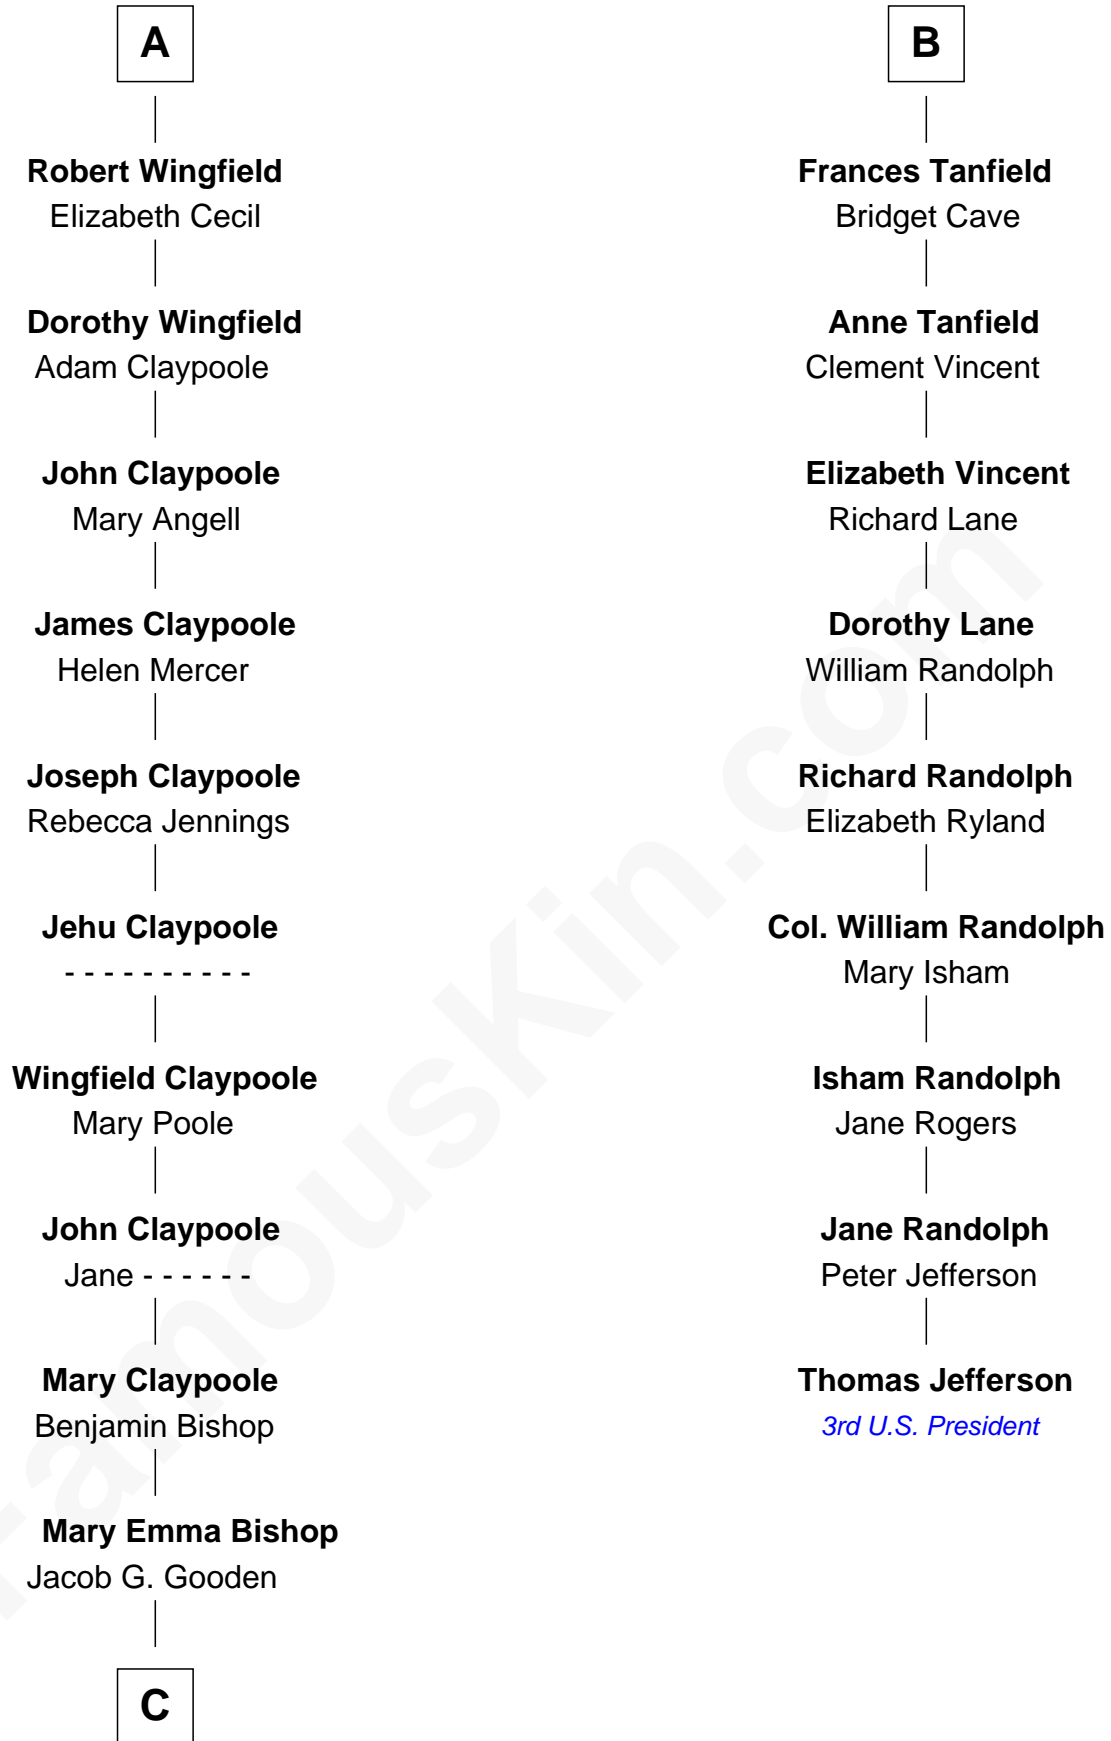 A
Robert Wingfield
Elizabeth Cecil
Dorothy Wingfield
Adam Claypoole
John Claypoole
Mary Angell
James Claypoole
Helen Mercer
Joseph Claypoole
Rebecca Jennings
Jehu Claypoole
- - - - - - - - - -
Wingfield Claypoole
Mary Poole
John Claypoole
Jane - - - - - -
Mary Claypoole
Benjamin Bishop
Mary Emma Bishop
Jacob G. Gooden
C
B
Frances Tanfield
Bridget Cave
Anne Tanfield
Clement Vincent
Elizabeth Vincent
Richard Lane
Dorothy Lane
William Randolph
Richard Randolph
Elizabeth Ryland
Col. William Randolph
Mary Isham
Isham Randolph
Jane Rogers
Jane Randolph
Peter Jefferson
Thomas Jefferson
3rd U.S. President
FamousKin.com